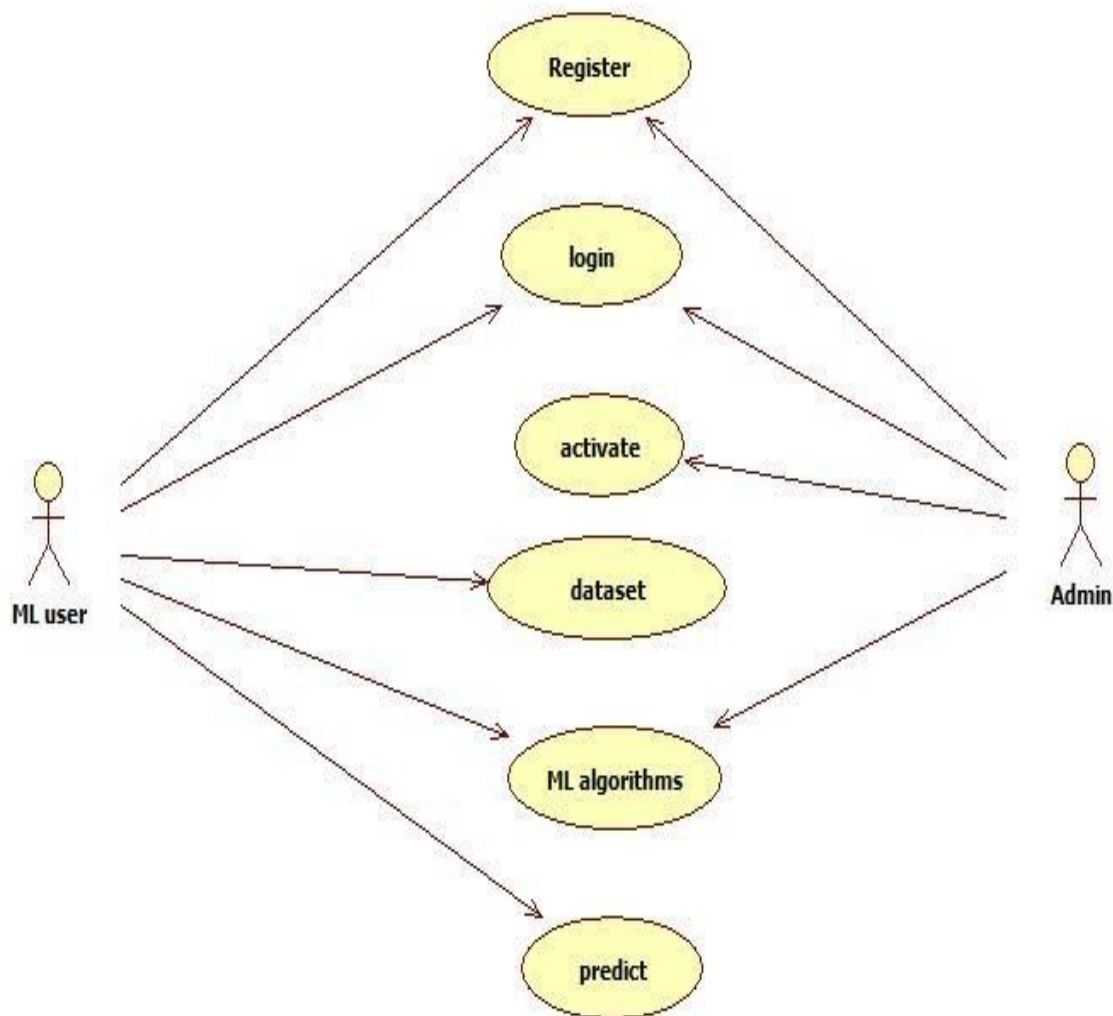 Register
login
activate
dataset
ML user
Admin
ML algorithms
predict